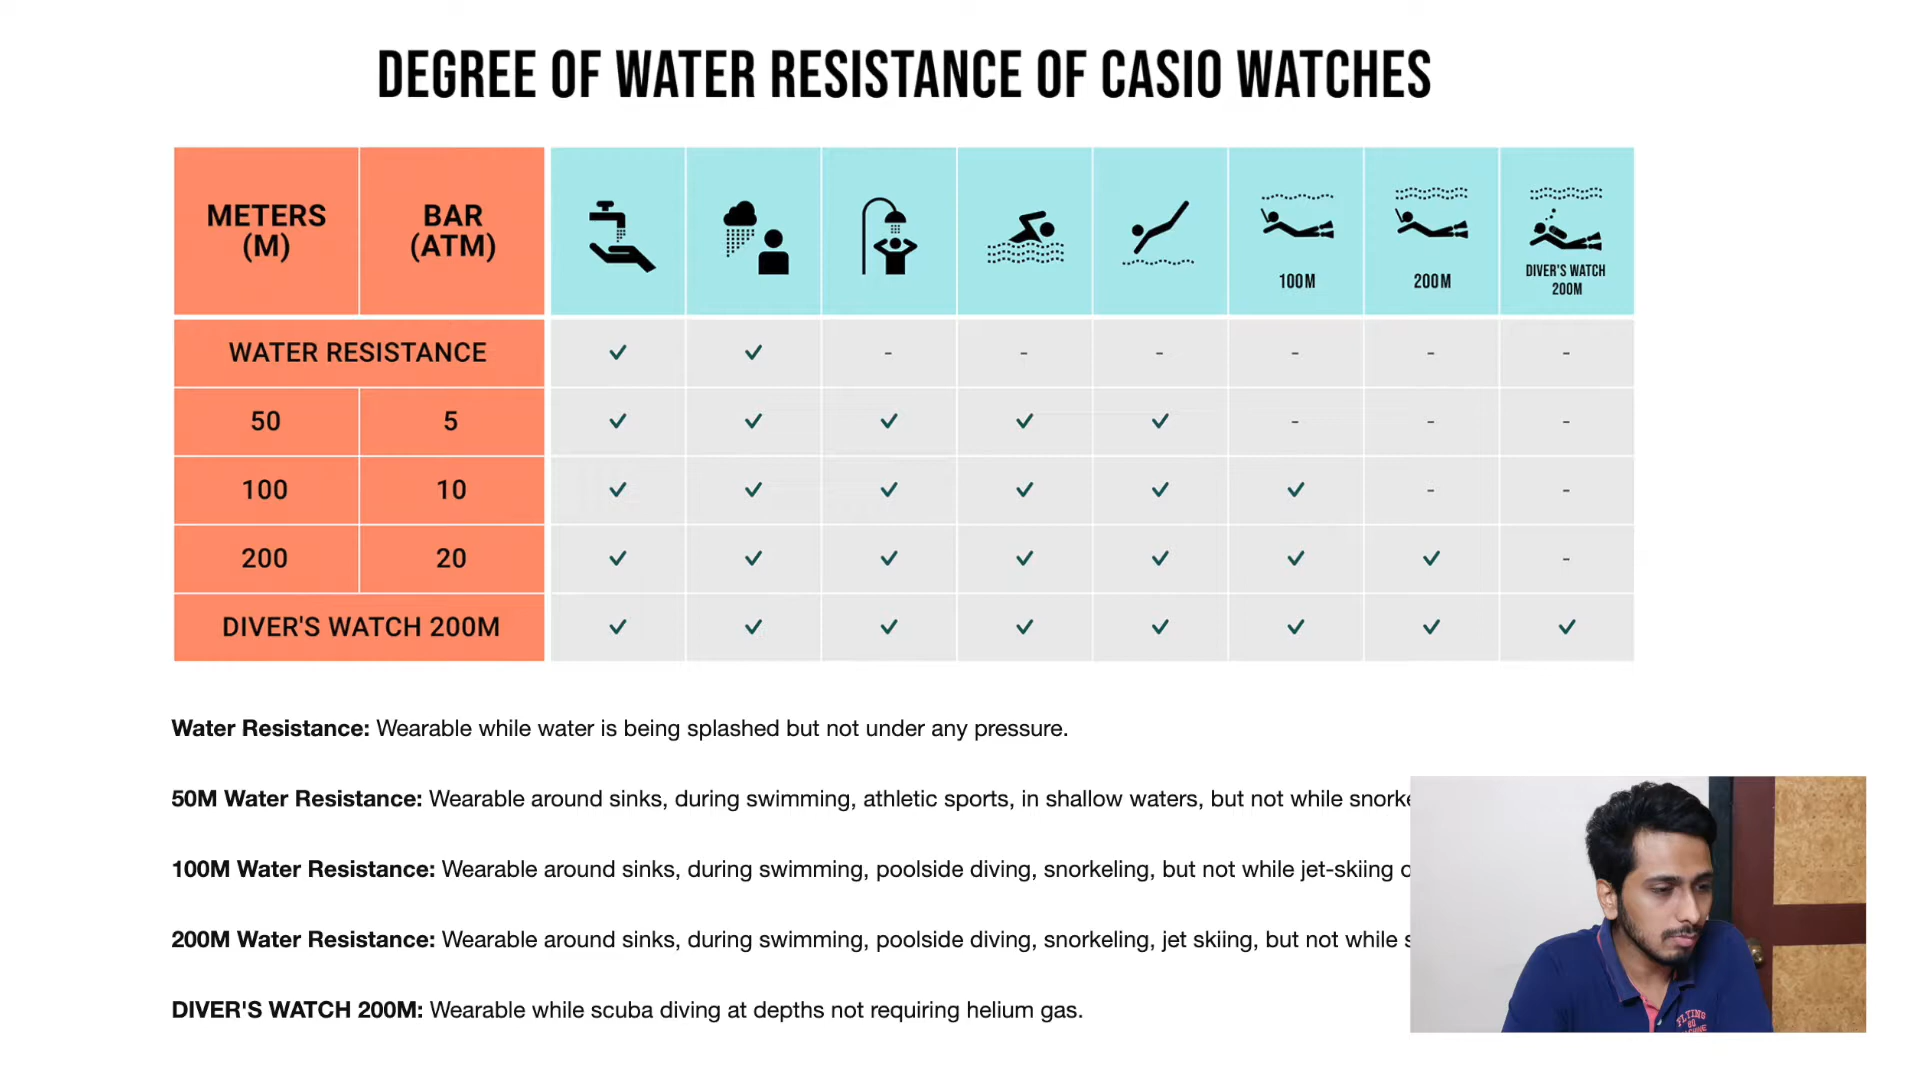 DEGREE OF WATER RESISTANCE OF CASIO WATCHES
METERS
(M)
BAR
(ATM)
100M
200M
DIVER'S WATCH
200M
WATER RESISTANCE ✓ ✓ - - - - - -
50 5 ✓ ✓ ✓ ✓ ✓ - - -
100 10 ✓ ✓ ✓ ✓ ✓ ✓ - -
200 20 ✓ ✓ ✓ ✓ ✓ ✓ ✓ -
DIVER'S WATCH 200M ✓ ✓ ✓ ✓ ✓ ✓ ✓ ✓
Water Resistance: Wearable while water is being splashed but not under any pressure.
50M Water Resistance: Wearable around sinks, during swimming, athletic sports, in shallow waters, but not while snorke
100M Water Resistance: Wearable around sinks, during swimming, poolside diving, snorkeling, but not while jet-skiing
200M Water Resistance: Wearable around sinks, during swimming, poolside diving, snorkeling, jet skiing, but not while
DIVER'S WATCH 200M: Wearable while scuba diving at depths not requiring helium gas.
FLYING